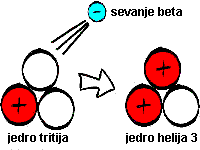 sevanje beta
jedro tritija
jedro helija 3